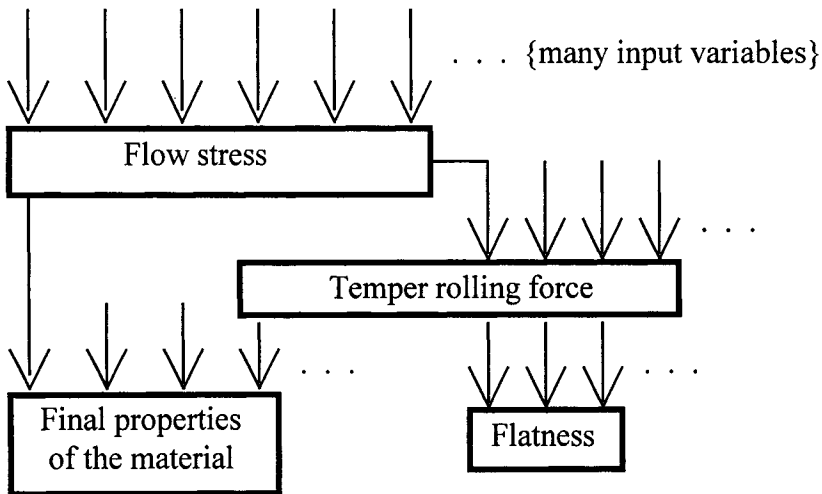 . . . {many input variables}
Flow stress
. . .
Temper rolling force
. . .
. . .
Final properties
of the material
Flatness